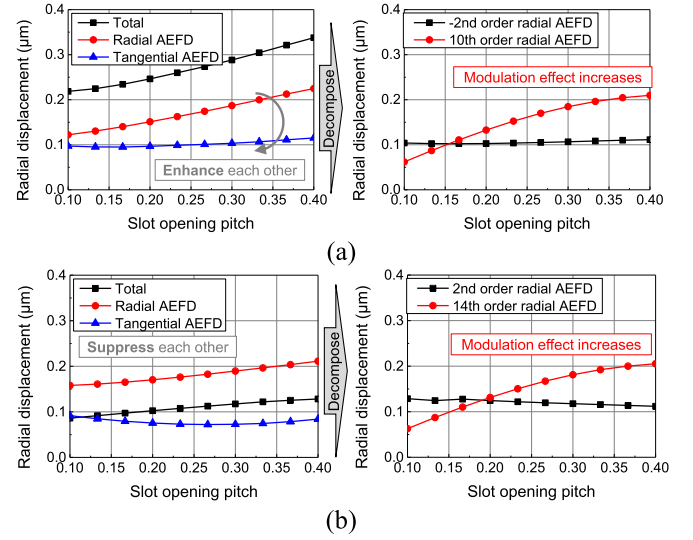 (a)
Radial displacement (μm)
0.4
0.3
0.2
0.1
0.0
Total
Radial AEFD
Tangential AEFD
Enhance each other
0.10 0.15 0.20 0.25 0.30 0.35 0.40
Slot opening pitch
Decompose
Radial displacement (μm)
0.4
0.3
0.2
0.1
0.0
-2nd order radial AEFD
10th order radial AEFD
Modulation effect increases
0.10 0.15 0.20 0.25 0.30 0.35 0.40
Slot opening pitch
(a)
Radial displacement (μm)
0.4
0.3
0.2
0.1
0.0
Total
Radial AEFD
Tangential AEFD
Suppress each other
0.10 0.15 0.20 0.25 0.30 0.35 0.40
Slot opening pitch
Decompose
Radial displacement (μm)
0.4
0.3
0.2
0.1
0.0
2nd order radial AEFD
14th order radial AEFD
Modulation effect increases
0.10 0.15 0.20 0.25 0.30 0.35 0.40
Slot opening pitch
(b)